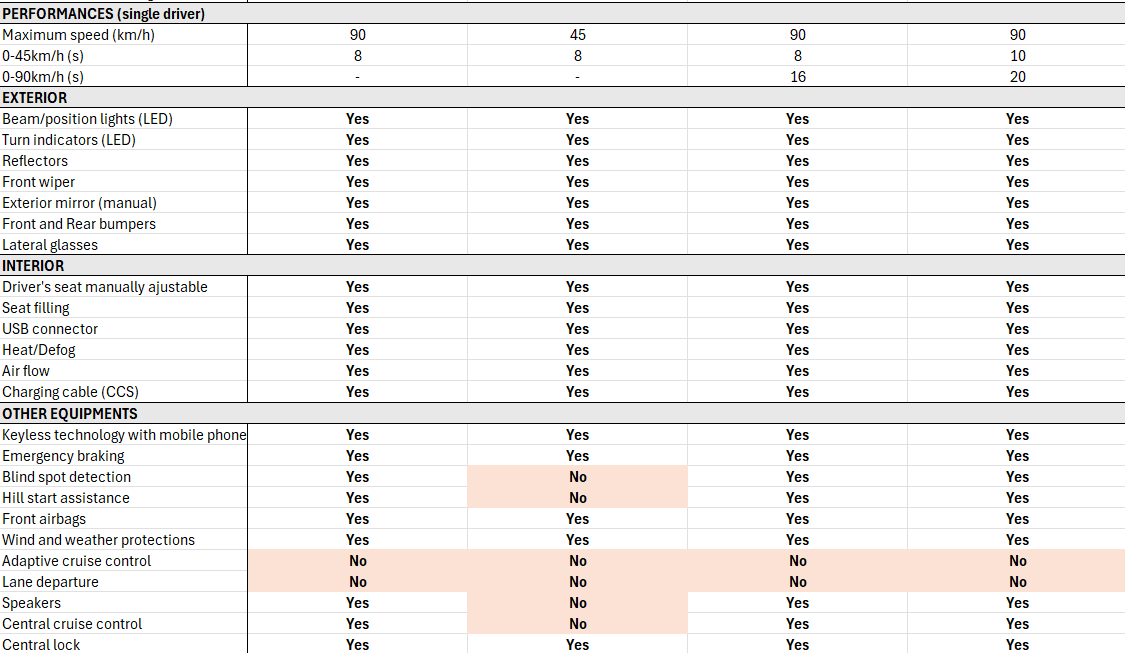 PERFORMANCES (single driver)
Maximum speed (km/h) 90 45 90 90
0-45km/h (s) 8 8 8 10
0-90km/h (s) - - 16 20
EXTERIOR
Beam/position lights (LED) Yes Yes Yes Yes
Turn indicators (LED) Yes Yes Yes Yes
Reflectors Yes Yes Yes Yes
Front wiper Yes Yes Yes Yes
Exterior mirror (manual) Yes Yes Yes Yes
Front and Rear bumpers Yes Yes Yes Yes
Lateral glasses Yes Yes Yes Yes
INTERIOR
Driver's seat manually ajustable Yes Yes Yes Yes
Seat filling Yes Yes Yes Yes
USB connector Yes Yes Yes Yes
Heat/Defog Yes Yes Yes Yes
Air flow Yes Yes Yes Yes
Charging cable (CCS) Yes Yes Yes Yes
OTHER EQUIPMENTS
Keyless technology with mobile phone Yes Yes Yes Yes
Emergency braking Yes Yes Yes Yes
Blind spot detection Yes No Yes Yes
Hill start assistance Yes No Yes Yes
Front airbags Yes Yes Yes Yes
Wind and weather protections Yes Yes Yes Yes
Adaptive cruise control No No No No
Lane departure No No No No
Speakers Yes No Yes Yes
Central cruise control Yes No Yes Yes
Central lock Yes Yes Yes Yes